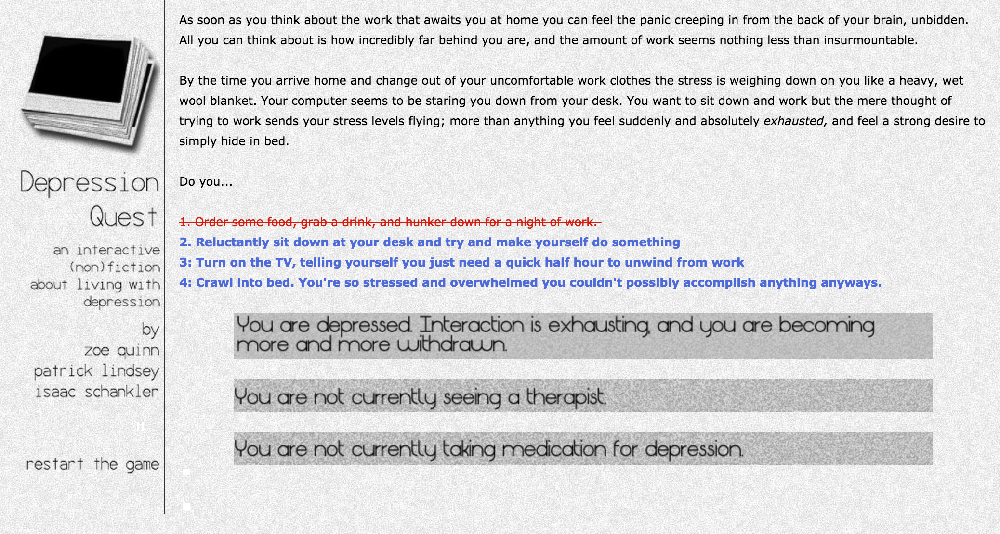 As soon as you think about the work that awaits you at home you can feel the panic creeping in from the back of your brain, unbidden.
All you can think about is how incredibly far behind you are, and the amount of work seems nothing less than insurmountable.
By the time you arrive home and change out of your uncomfortable work clothes the stress is weighing down on you like a heavy, wet
wool blanket. Your computer seems to be staring you down from your desk. You want to sit down and work but the mere thought of
trying to work sends your stress levels flying; more than anything you feel suddenly and absolutely exhausted, and feel a strong desire to
simply hide in bed.
Do you...
1. Order some food, grab a drink, and hunker down for a night of work.
2. Reluctantly sit down at your desk and try and make yourself do something
3: Turn on the TV, telling yourself you just need a quick half hour to unwind from work
4: Crawl into bed. You're so stressed and overwhelmed you couldn't possibly accomplish anything anyways.
You are depressed. Interaction is exhausting, and you are becoming
more and more withdrawn.
You are not currently seeing a therapist.
You are not currently taking medication for depression.
Depression
Quest
an interactive
(non)fiction
about living with
depression
by
zoe quinn
patrick lindsey
isaac schankler
restart the game